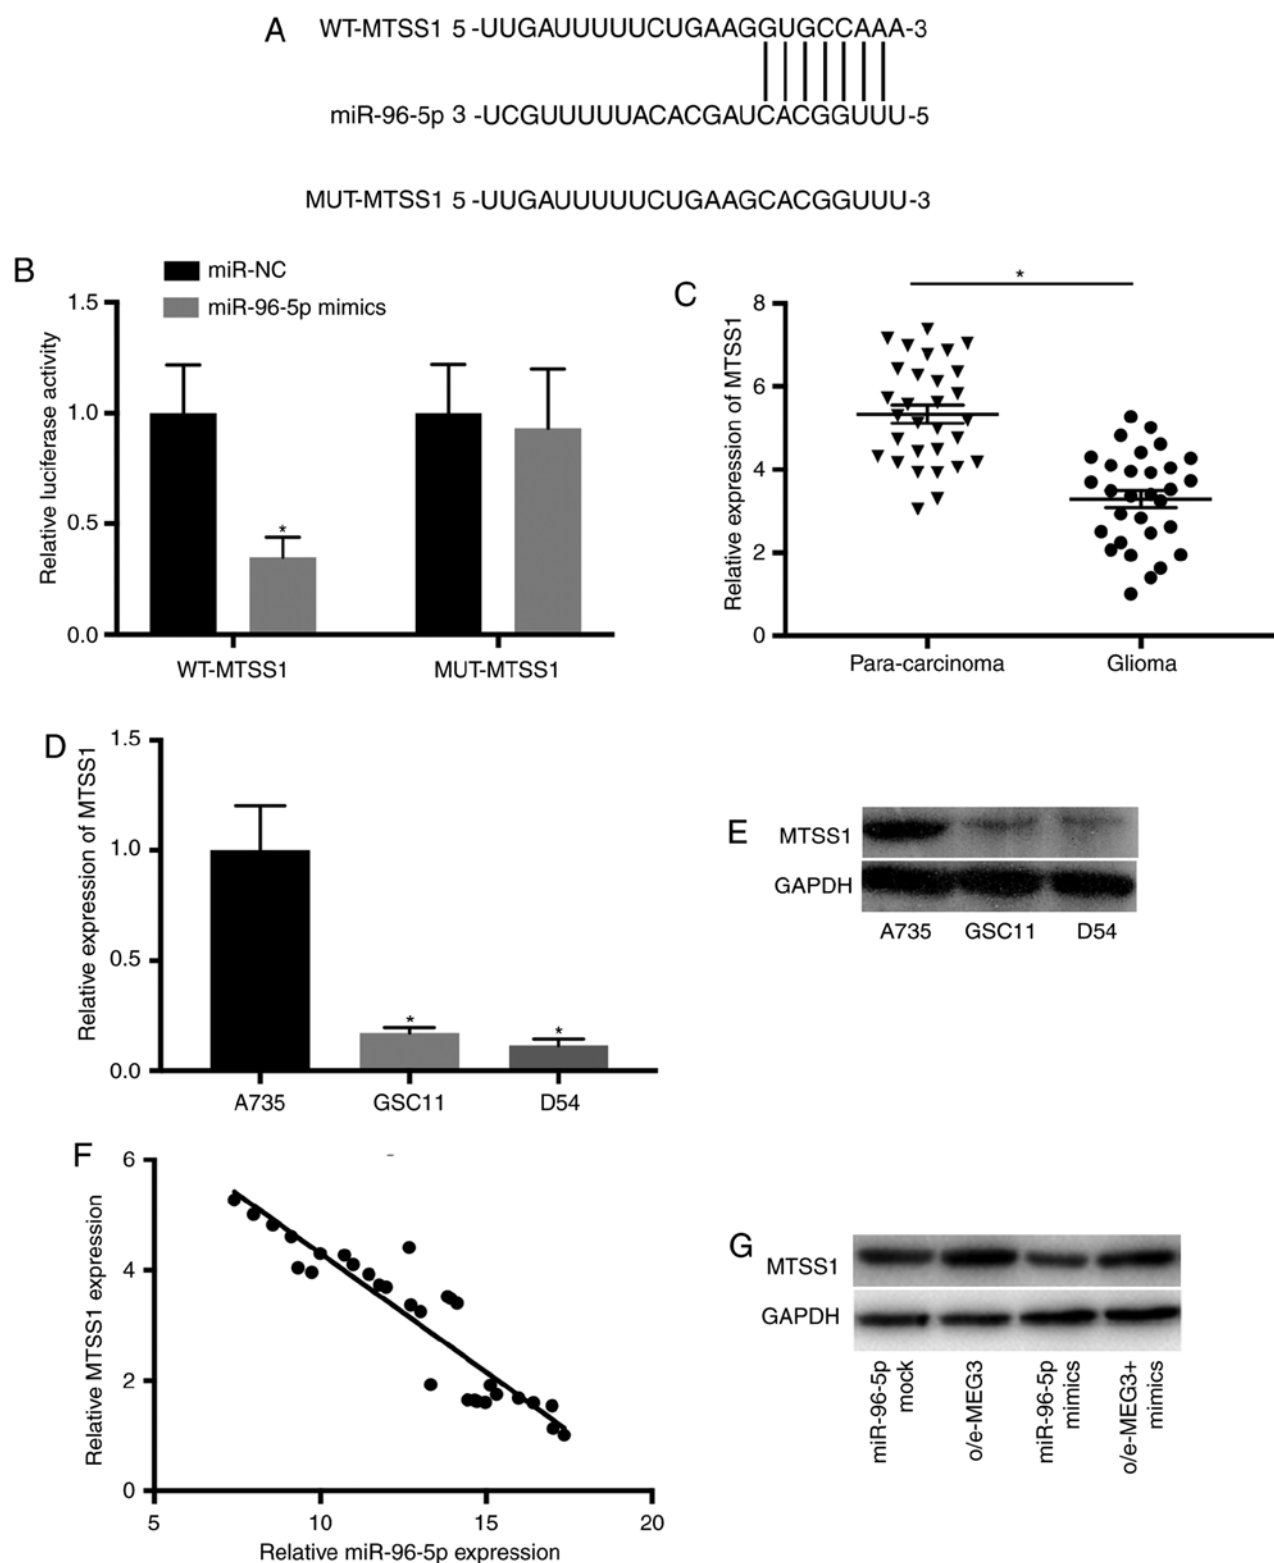 A
WT-MTSS1 5 -UUGAUUUUUCUGAAGGUGCCAAA-3
miR-96-5p 3 -UCGUUUUUACACGAUCACGGUUU-5
MUT-MTSS1 5 -UUGAUUUUUCUGAAGCACGGUUU-3
B
miR-NC
miR-96-5p mimics
Relative luciferase activity
1.5
1.0
0.5
0.0
*
WT-MTSS1
MUT-MTSS1
C
*
Relative expression of MTSS1
8
6
4
2
0
Para-carcinoma
Glioma
D
Relative expression of MTSS1
1.5
1.0
0.5
0.0
*
*
A735
GSC11
D54
E
MTSS1
GAPDH
A735
GSC11
D54
F
Relative MTSS1 expression
6
4
2
0
5
10
15
20
Relative miR-96-5p expression
G
MTSS1
GAPDH
miR-96-5p
mock
o/e-MEG3
miR-96-5p
mimics
o/e-MEG3+
mimics